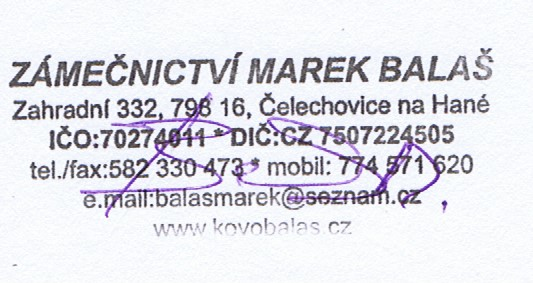 ZÁMEČNICTVÍ MAREK BALAŠ
Zahradní 332, 798 16, Čelechovice na Hané
IČO:70274011 * DIČ:CZ 7507224505
tel./fax:582 330 473 * mobil: 774 571 620
e.mail:balasmarek@seznam.cz
www.kovobalas.cz